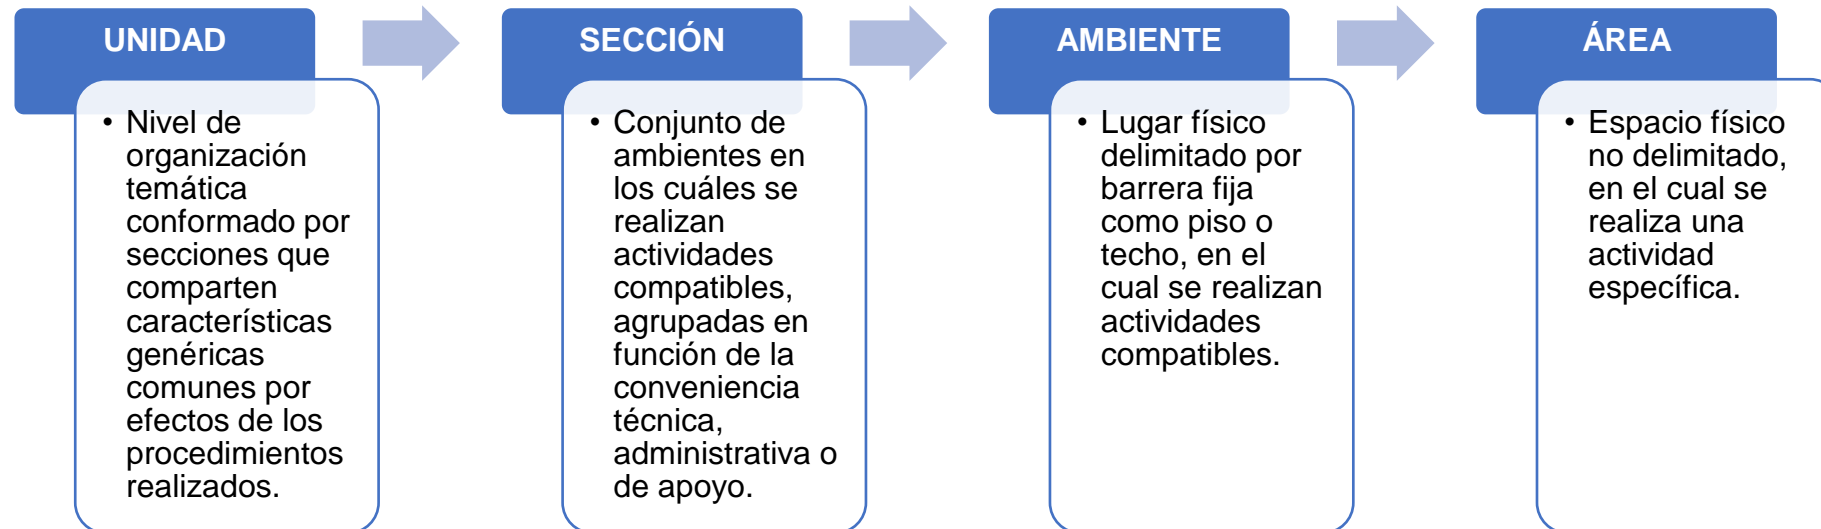 UNIDAD
• Nivel de
organización
temática
conformado por
secciones que
comparten
características
genéricas
comunes por
efectos de los
procedimientos
realizados.
SECCIÓN
• Conjunto de
ambientes en
los cuáles se
realizan
actividades
compatibles,
agrupadas en
función de la
conveniencia
técnica,
administrativa o
de apoyo.
AMBIENTE
• Lugar físico
delimitado por
barrera fija
como piso o
techo, en el
cual se realizan
actividades
compatibles.
ÁREA
• Espacio físico
no delimitado,
en el cual se
realiza una
actividad
específica.